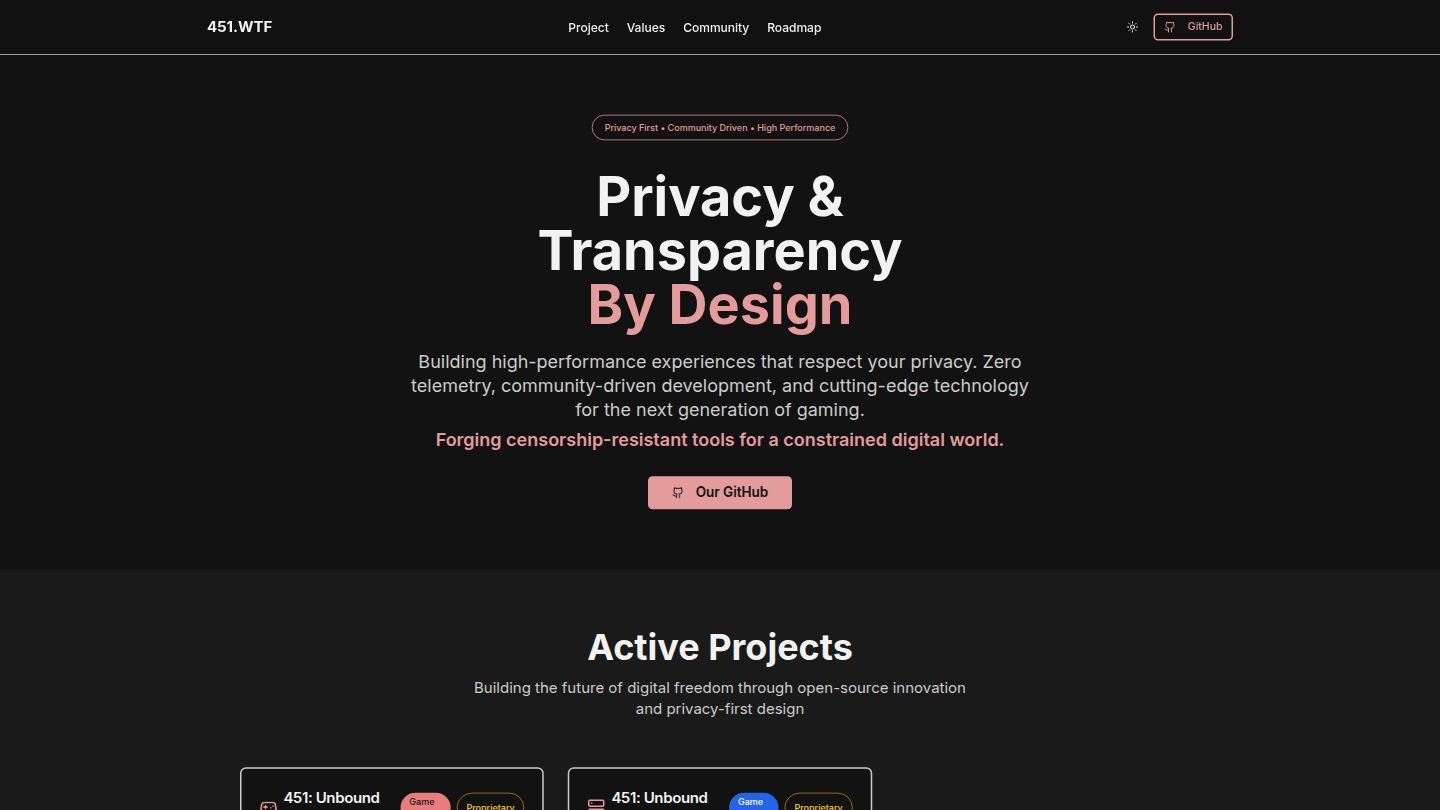 451.WTF
Project Values Community Roadmap
GitHub
Privacy First • Community Driven • High Performance
Privacy &
Transparency
By Design
Building high-performance experiences that respect your privacy. Zero
telemetry, community-driven development, and cutting-edge technology
for the next generation of gaming.
Forging censorship-resistant tools for a constrained digital world.
Our GitHub
Active Projects
Building the future of digital freedom through open-source innovation
and privacy-first design
451: Unbound
Game
Proprietary
451: Unbound
Game
Proprietary